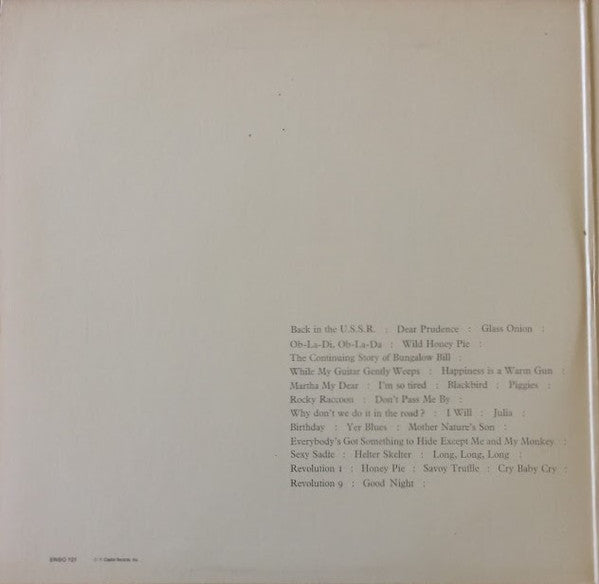 Back in the U.S.S.R. : Dear Prudence : Glass Onion :
Ob-La-Di, Ob-La-Da : Wild Honey Pie :
The Continuing Story of Bungalow Bill :
While My Guitar Gently Weeps : Happiness is a Warm Gun :
Martha My Dear : I'm so tired : Blackbird : Piggies :
Rocky Raccoon : Don't Pass Me By :
Why don't we do it in the road? : I Will : Julia :
Birthday : Yer Blues : Mother Nature's Son :
Everybody's Got Something to Hide Except Me and My Monkey :
Sexy Sadie : Helter Skelter : Long, Long, Long :
Revolution 1 : Honey Pie : Savoy Truffle : Cry Baby Cry :
Revolution 9 : Good Night :
Capitol Records, Inc.